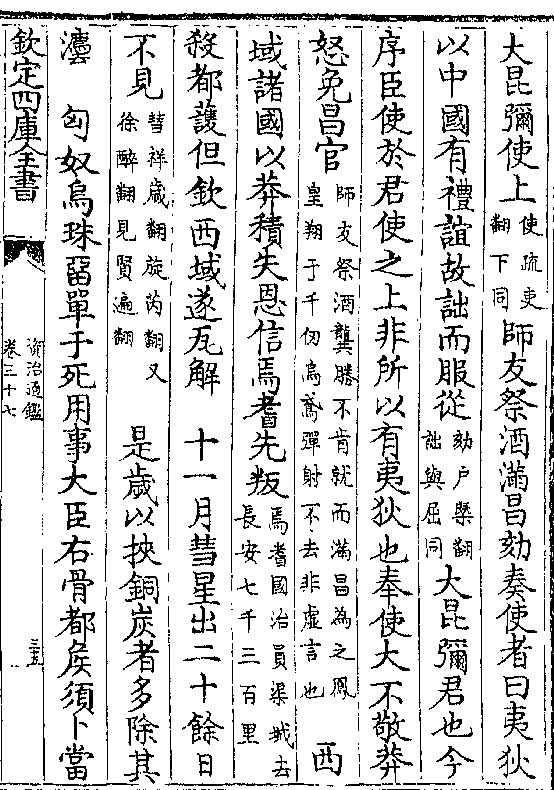 大昆彌使上使疏吏翻下同師友祭酒滿昌劾奏使者曰夷狄
以中國有禮誼故詘而服從劾户槩翻詘與屈同大昆彌君也今
序臣使於君使之上非所以有夷狄也奉使大不敬莽
怒免昌官師友祭酒龔勝不肯就而滿昌為之鳳皇翔于千仞烏鳶彈射不去非虛言也西
域諸國以莽積失恩信焉耆先叛焉耆國治員渠城去長安七千三百里
殺都護但欽西域遂瓦解 十一月彗星出二十餘日
不見彗祥歲翻旋芮翻又徐醉翻見賢遍翻 是歲以挾銅炭者多除其
灋 匈奴烏珠畱單于死用事大臣右骨都矦須卜當
欽定四庫全書
資治通鑑
卷三十七
三五